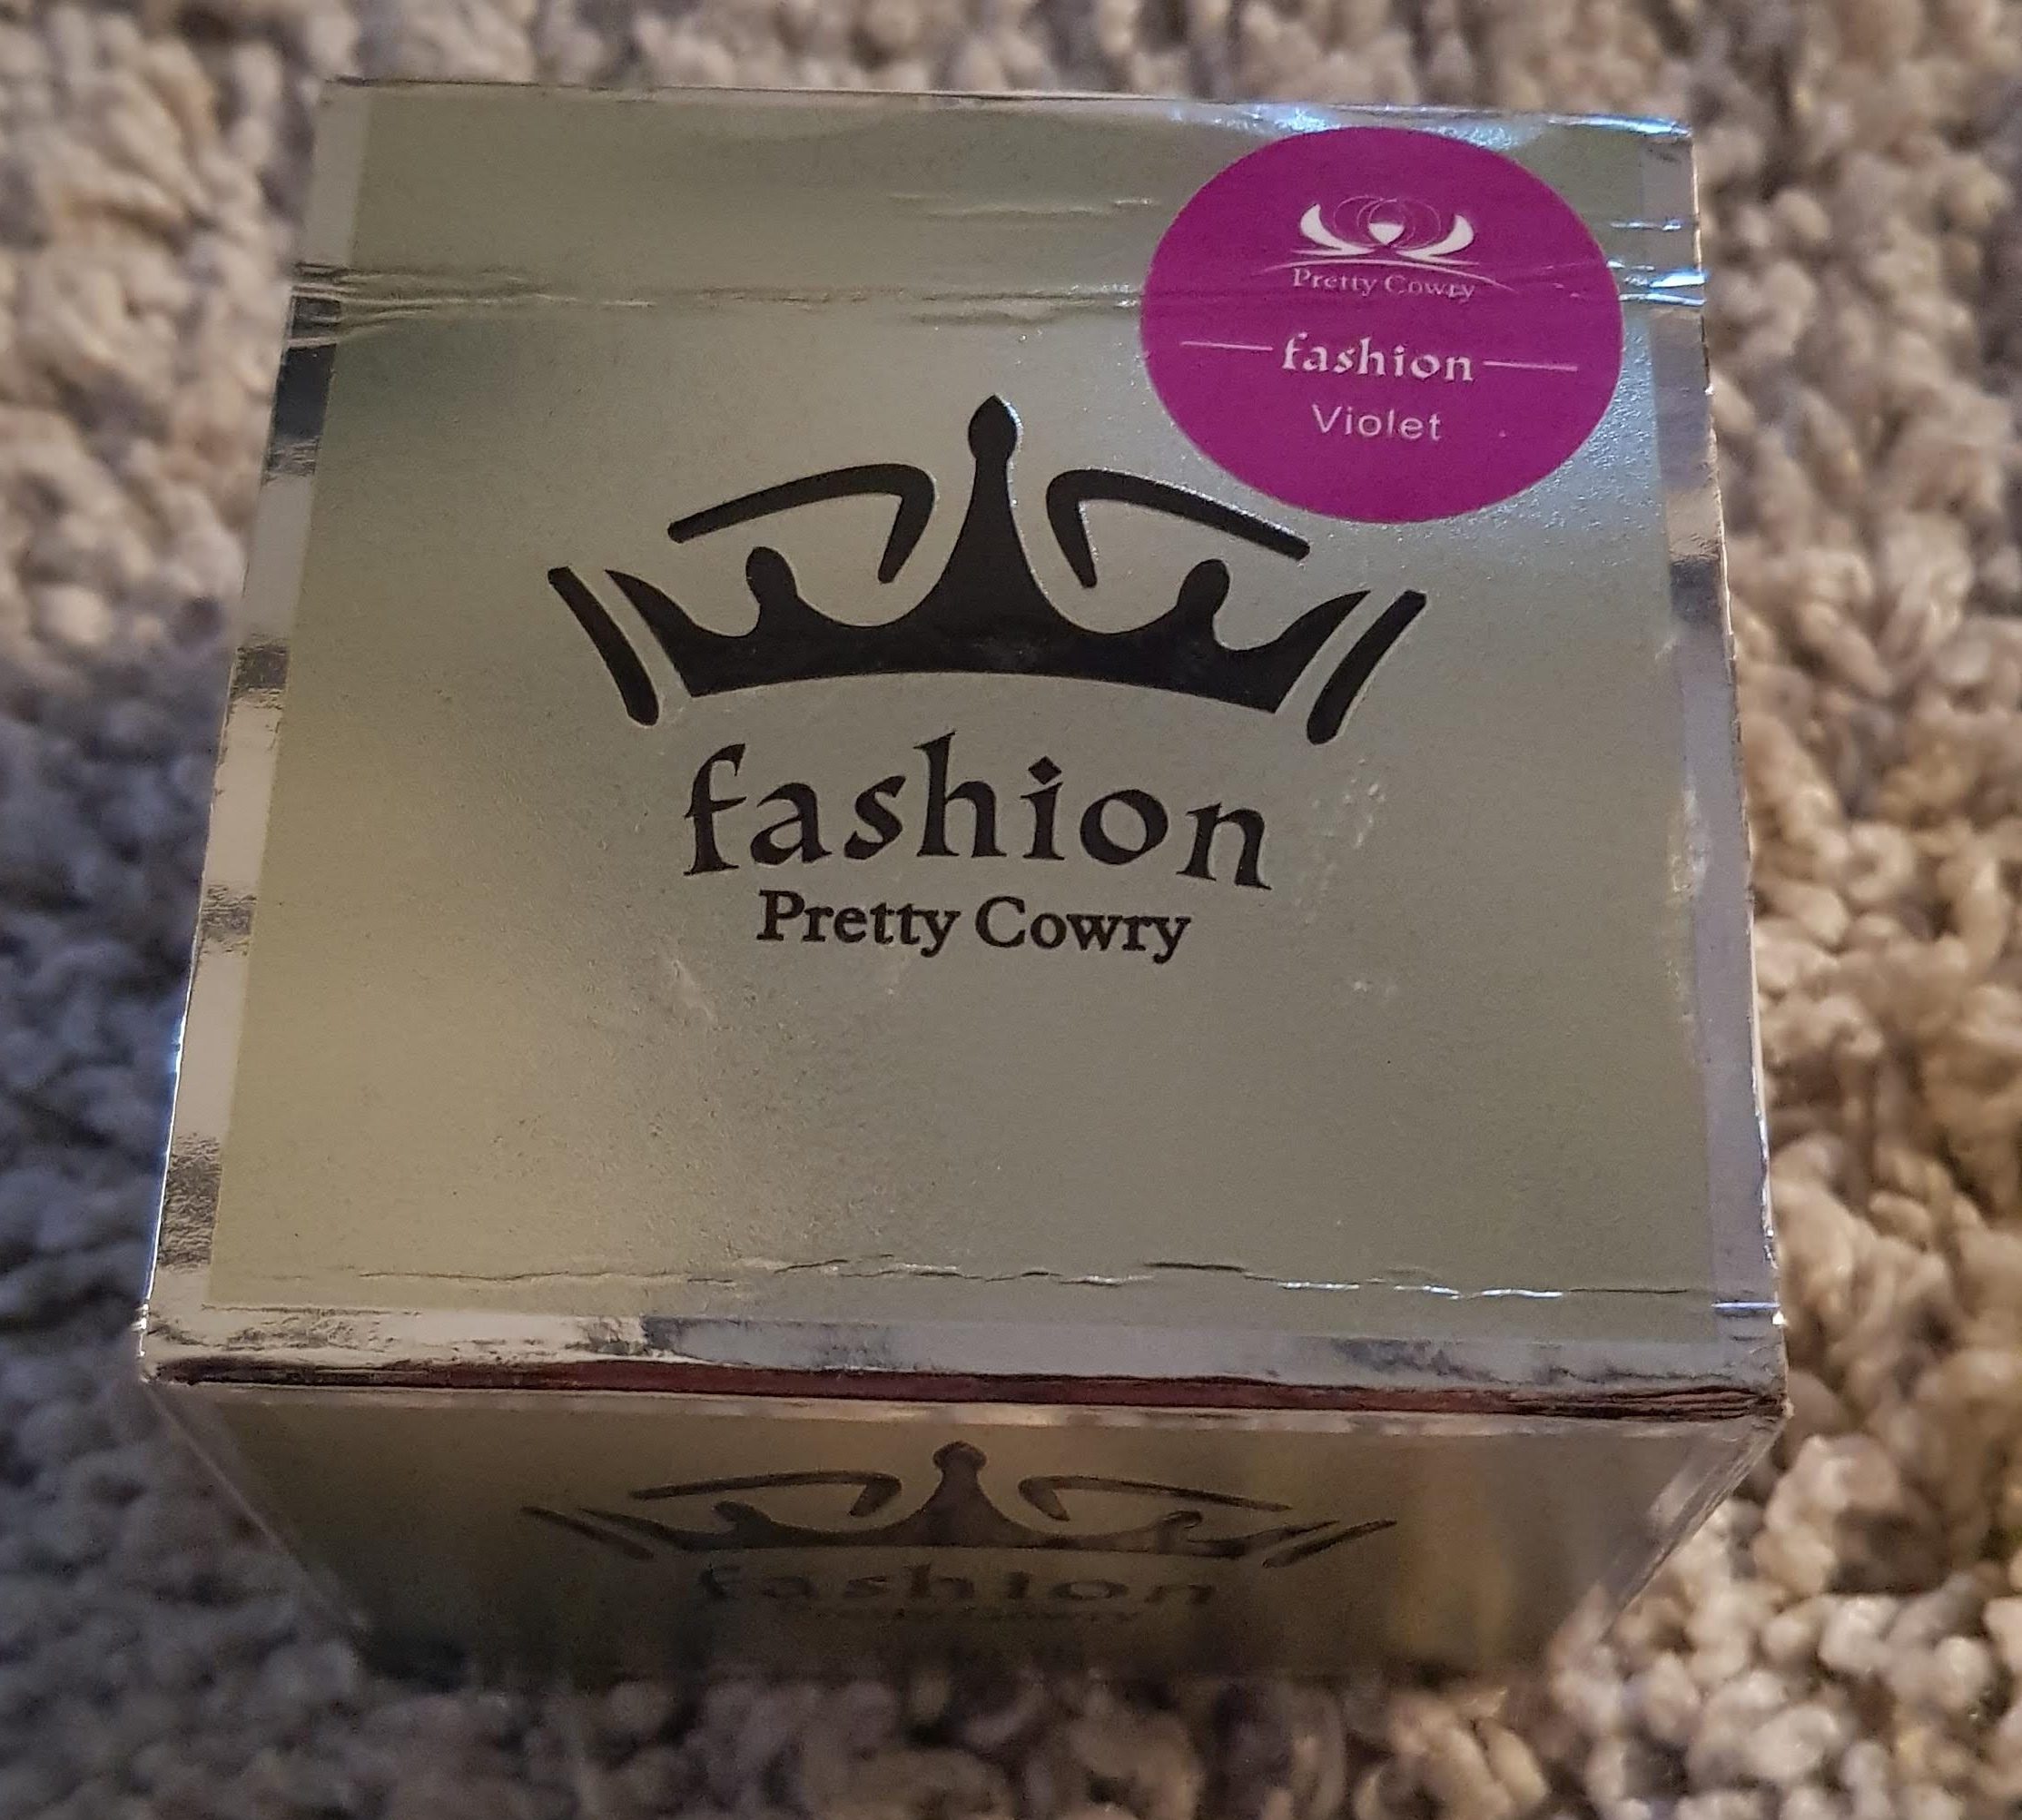 Pretty Cowry
fashion
Violet
fashion
Pretty Cowry
fashion